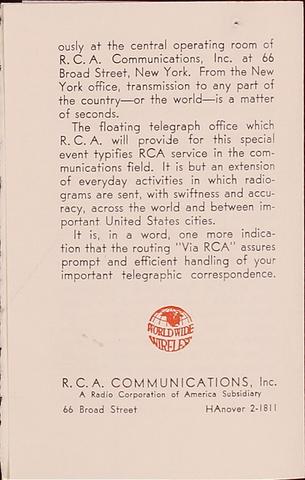 ously at the central operating room of
R. C. A. Communications, Inc. at 66
Broad Street, New York. From the New
York office, transmission to any part of
the country—or the world—is a matter
of seconds.
The floating telegraph office which
R. C. A. will provide for this special
event typifies RCA service in the com-
munications field. It is but an extension
of everyday activities in which radio-
grams are sent, with swiftness and accu-
racy, across the world and between im-
portant United States cities.
It is, in a word, one more indica-
tion that the routing "Via RCA" assures
prompt and efficient handling of your
important telegraphic correspondence.
WORLD WIDE
WIRELESS
R. C. A. COMMUNICATIONS, Inc.
A Radio Corporation of America Subsidiary
66 Broad Street HAnover 2-1811